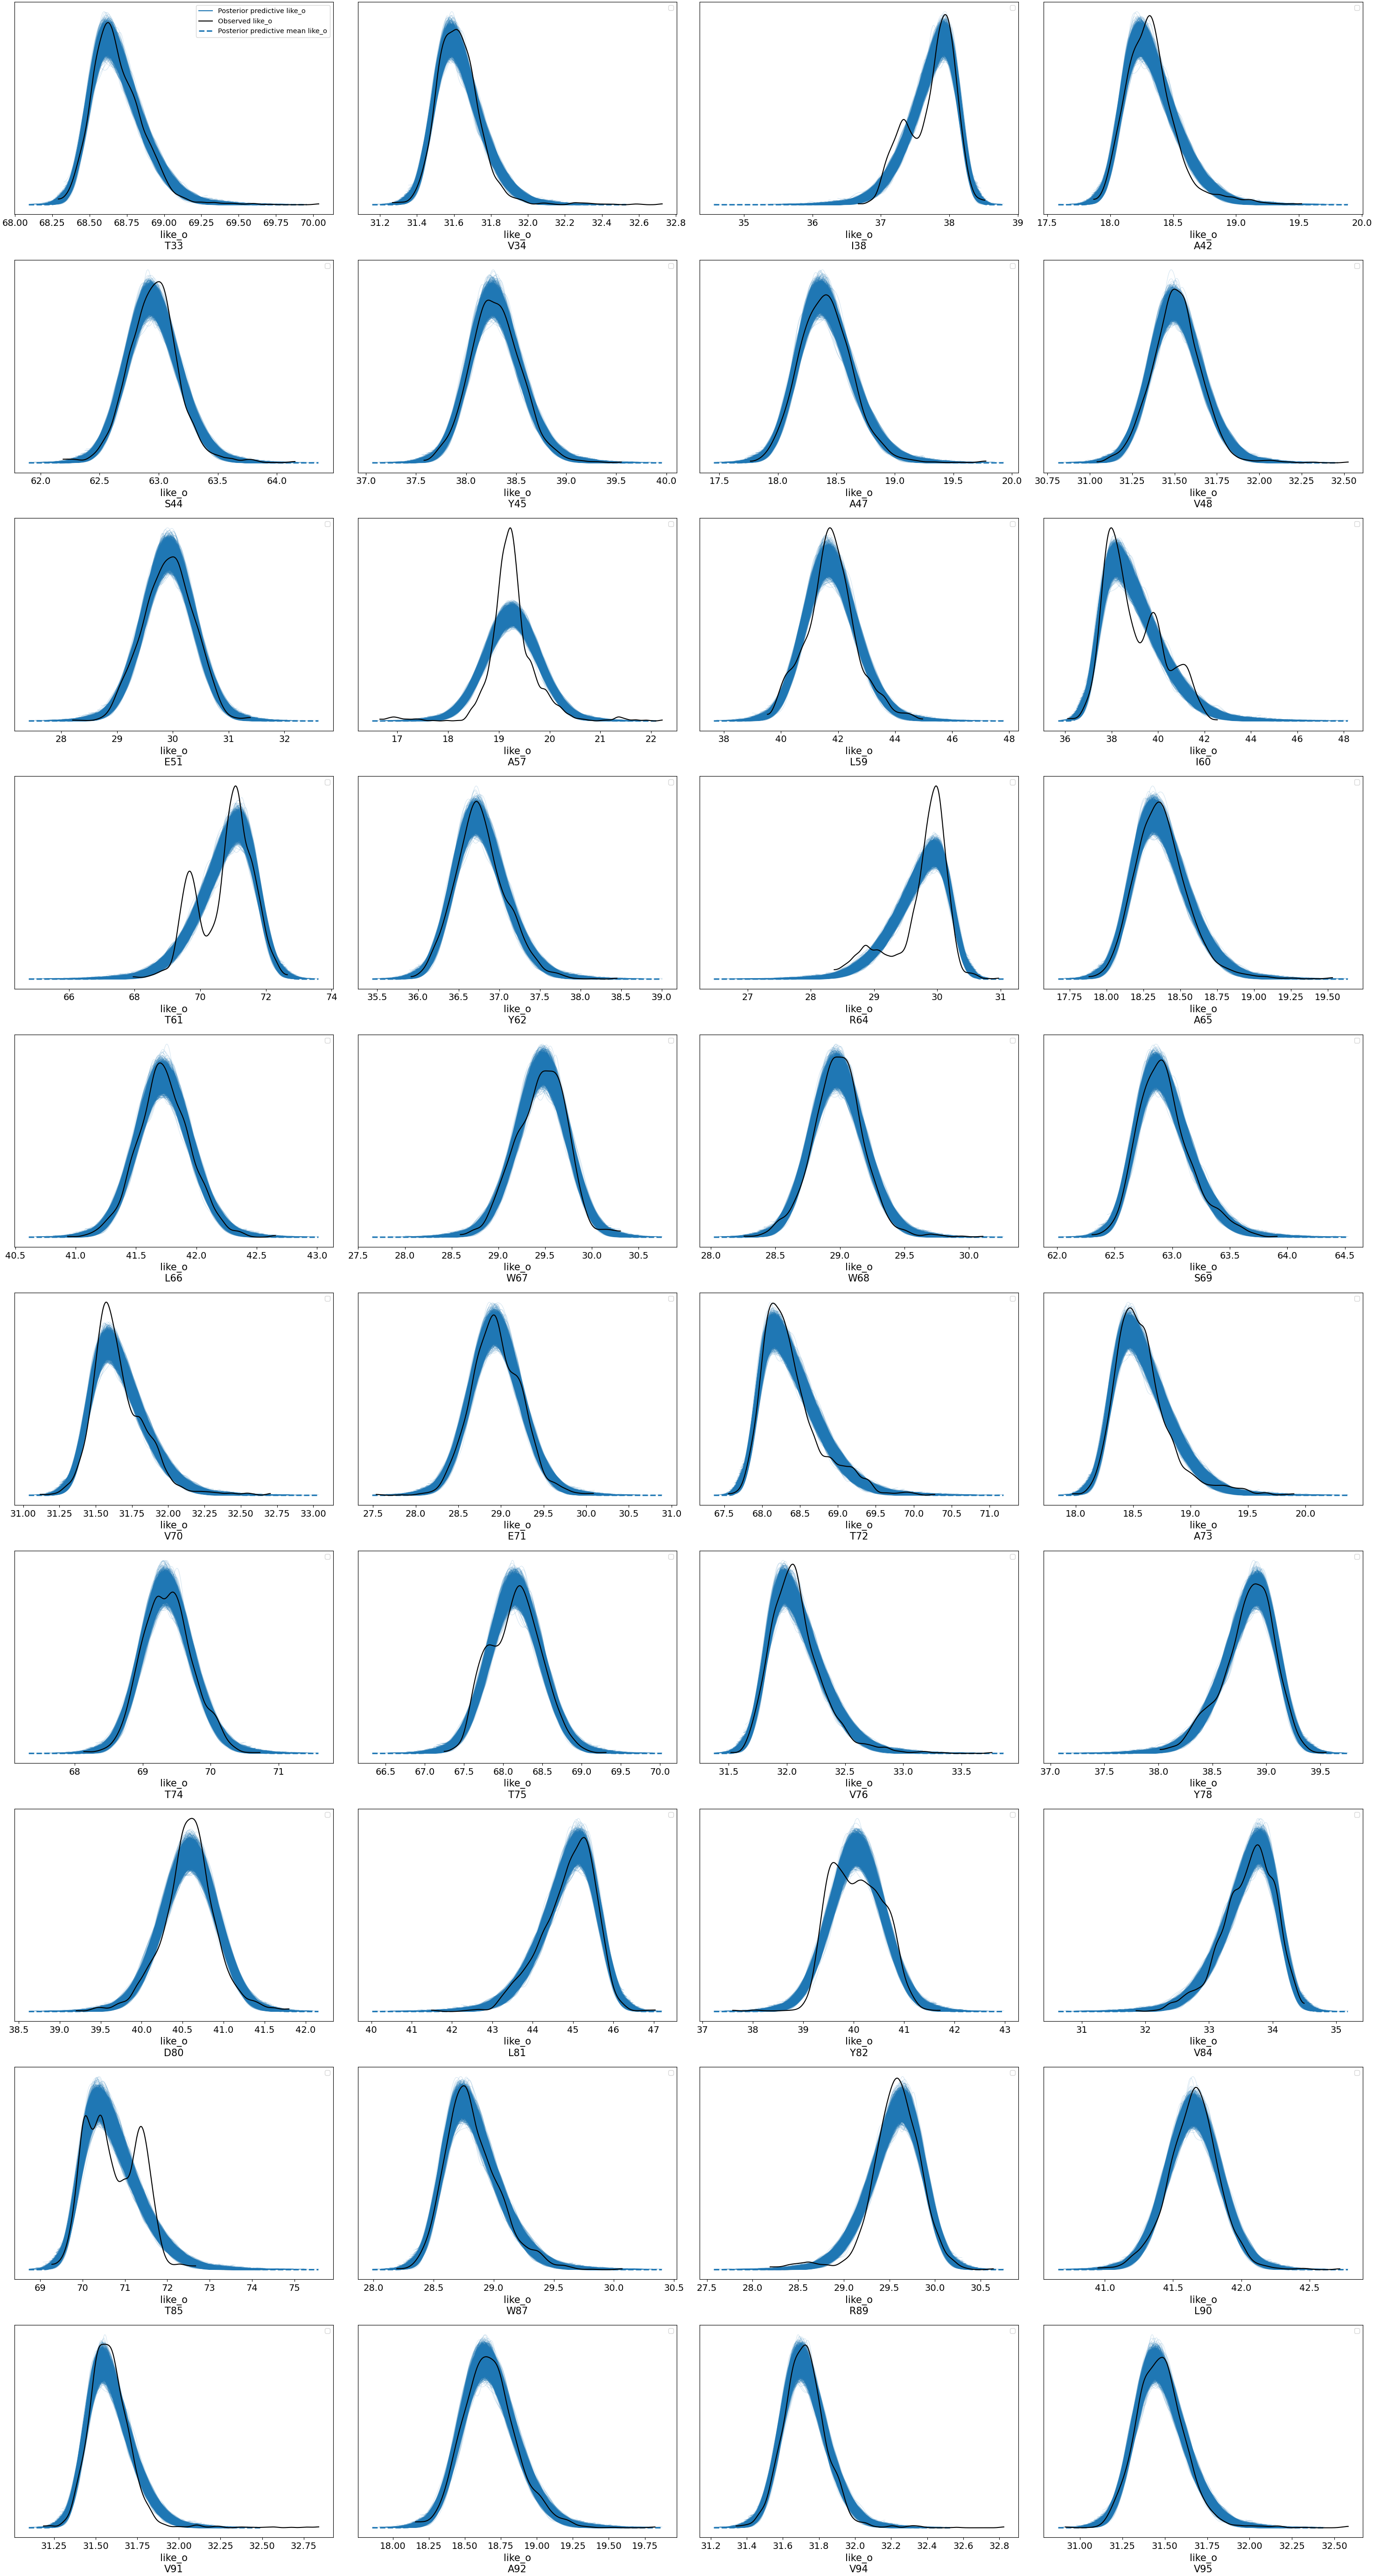 Posterior predictive like_o
Observed like_o
Posterior predictive mean like_o
68.00 68.25 68.50 68.75 69.00 69.25 69.50 69.75 70.00
like_o
T33
31.2 31.4 31.6 31.8 32.0 32.2 32.4 32.6 32.8
like_o
V34
35 36 37 38 39
like_o
I38
17.5 18.0 18.5 19.0 19.5 20.0
like_o
A42
62.0 62.5 63.0 63.5 64.0
like_o
S44
37.0 37.5 38.0 38.5 39.0 39.5 40.0
like_o
Y45
17.5 18.0 18.5 19.0 19.5 20.0
like_o
A47
30.75 31.00 31.25 31.50 31.75 32.00 32.25 32.50
like_o
V48
28 29 30 31 32
like_o
E51
17 18 19 20 21 22
like_o
A57
38 40 42 44 46 48
like_o
L59
36 38 40 42 44 46 48
like_o
I60
66 68 70 72 74
like_o
T61
35.5 36.0 36.5 37.0 37.5 38.0 38.5 39.0
like_o
Y62
27 28 29 30 31
like_o
R64
17.75 18.00 18.25 18.50 18.75 19.00 19.25 19.50
like_o
A65
40.5 41.0 41.5 42.0 42.5 43.0
like_o
L66
27.5 28.0 28.5 29.0 29.5 30.0 30.5
like_o
W67
28.0 28.5 29.0 29.5 30.0
like_o
W68
62.0 62.5 63.0 63.5 64.0 64.5
like_o
S69
31.00 31.25 31.50 31.75 32.00 32.25 32.50 32.75 33.00
like_o
V70
27.5 28.0 28.5 29.0 29.5 30.0 30.5 31.0
like_o
E71
67.5 68.0 68.5 69.0 69.5 70.0 70.5 71.0
like_o
T72
18.0 18.5 19.0 19.5 20.0
like_o
A73
68 69 70 71
like_o
T74
66.5 67.0 67.5 68.0 68.5 69.0 69.5 70.0
like_o
T75
31.5 32.0 32.5 33.0 33.5
like_o
V76
37.0 37.5 38.0 38.5 39.0 39.5
like_o
Y78
38.5 39.0 39.5 40.0 40.5 41.0 41.5 42.0
like_o
D80
40 41 42 43 44 45 46 47
like_o
L81
37 38 39 40 41 42 43
like_o
Y82
31 32 33 34 35
like_o
V84
69 70 71 72 73 74 75
like_o
T85
28.0 28.5 29.0 29.5 30.0 30.5
like_o
W87
27.5 28.0 28.5 29.0 29.5 30.0 30.5
like_o
R89
41.0 41.5 42.0 42.5
like_o
L90
31.25 31.50 31.75 32.00 32.25 32.50 32.75
like_o
V91
18.00 18.25 18.50 18.75 19.00 19.25 19.50 19.75
like_o
A92
31.2 31.4 31.6 31.8 32.0 32.2 32.4 32.6 32.8
like_o
V94
31.00 31.25 31.50 31.75 32.00 32.25 32.50
like_o
V95